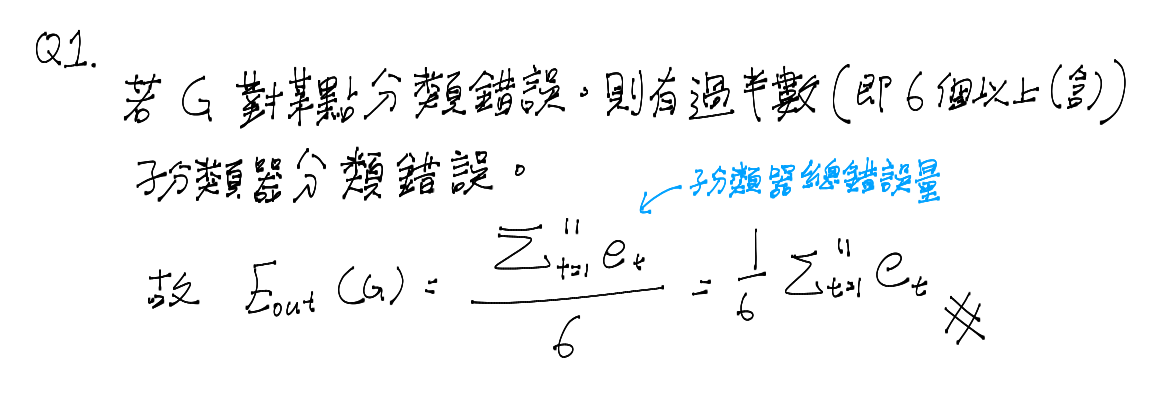 Q1.
若 G 對某點分類錯誤。則有過半數(即 6 個以上(含))
子分類器分類錯誤。
子分類器總錯誤量
故 E_out (G) = \frac{\sum_{t=1}^{11} e_t}{6} = \frac{1}{6} \sum_{t=1}^{11} e_t #